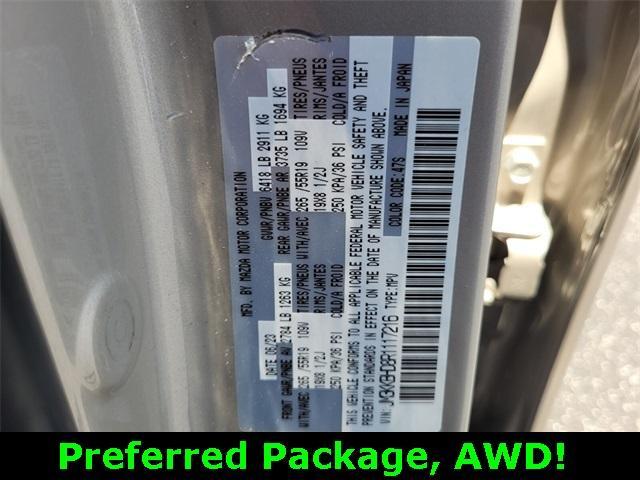 MFD. BY MAZDA MOTOR CORPORATION
DATE 06/23 GVWR/PNBV 6418 LB 2911 KG
FRONT GAWR/PNBE AV 2784 LB 1263 KG REAR GAWR/PNBE AR 3735 LB 1694 KG
WITH/AVEC 265 /55R19 109V TIRES/PNEUS WITH/AVEC 265 /55R19 109V TIRES/PNEUS
19X8 1/2J RIMS/JANTES 19X8 1/2J RIMS/JANTES
250 KPA/36 PSI COLD/A FROID 250 KPA/36 PSI COLD/A FROID
THIS VEHICLE CONFORMS TO ALL APPLICABLE FEDERAL MOTOR VEHICLE SAFETY AND THEFT
PREVENTION STANDARDS IN EFFECT ON THE DATE OF MANUFACTURE SHOWN ABOVE.
VIN: JM3KKBHD8R1117216 TYPE: MPV COLOR CODE: 47S MADE IN JAPAN
Preferred Package, AWD!